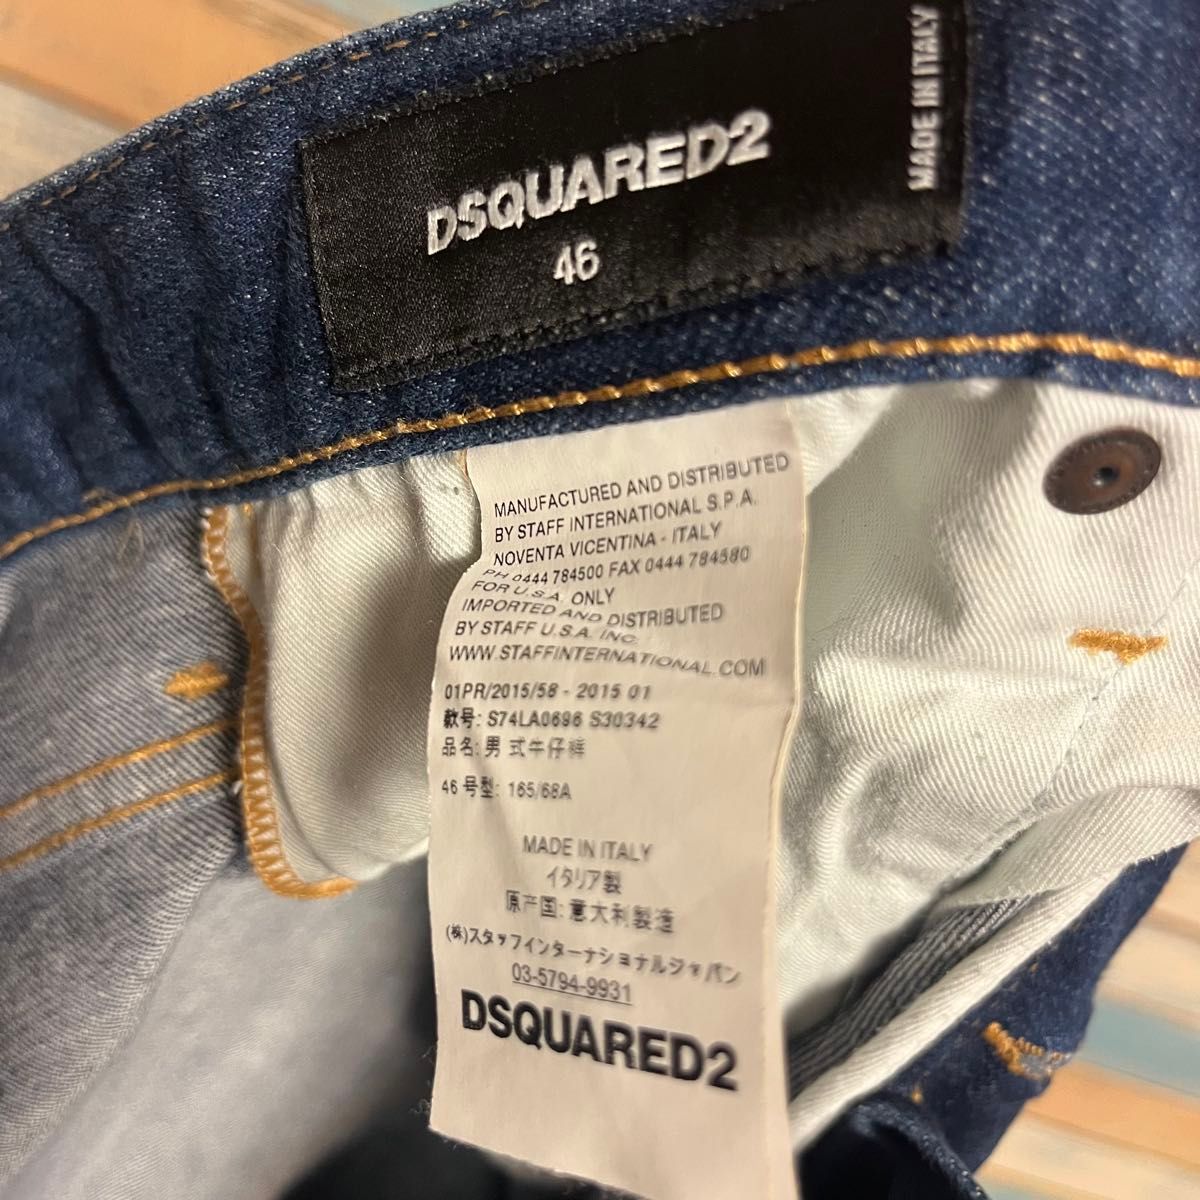 DSQUARED2
46
MADE IN ITALY
MANUFACTURED AND DISTRIBUTED
BY STAFF INTERNATIONAL S.P.A.
NOVENTA VICENTINA - ITALY
PH 0444 784500 FAX 0444 784580
FOR U.S.A. ONLY
IMPORTED AND DISTRIBUTED
BY STAFF U.S.A. INC.
WWW.STAFFINTERNATIONAL.COM
01PR/2015/58 - 2015 01
款号: S74LA0696 S30342
品名: 男 式牛仔裤
46 号型: 165/68A
MADE IN ITALY
イタリア製
原产国: 意大利製造
(株)スタッフインターナショナルジャパン
03-5794-9931
DSQUARED2